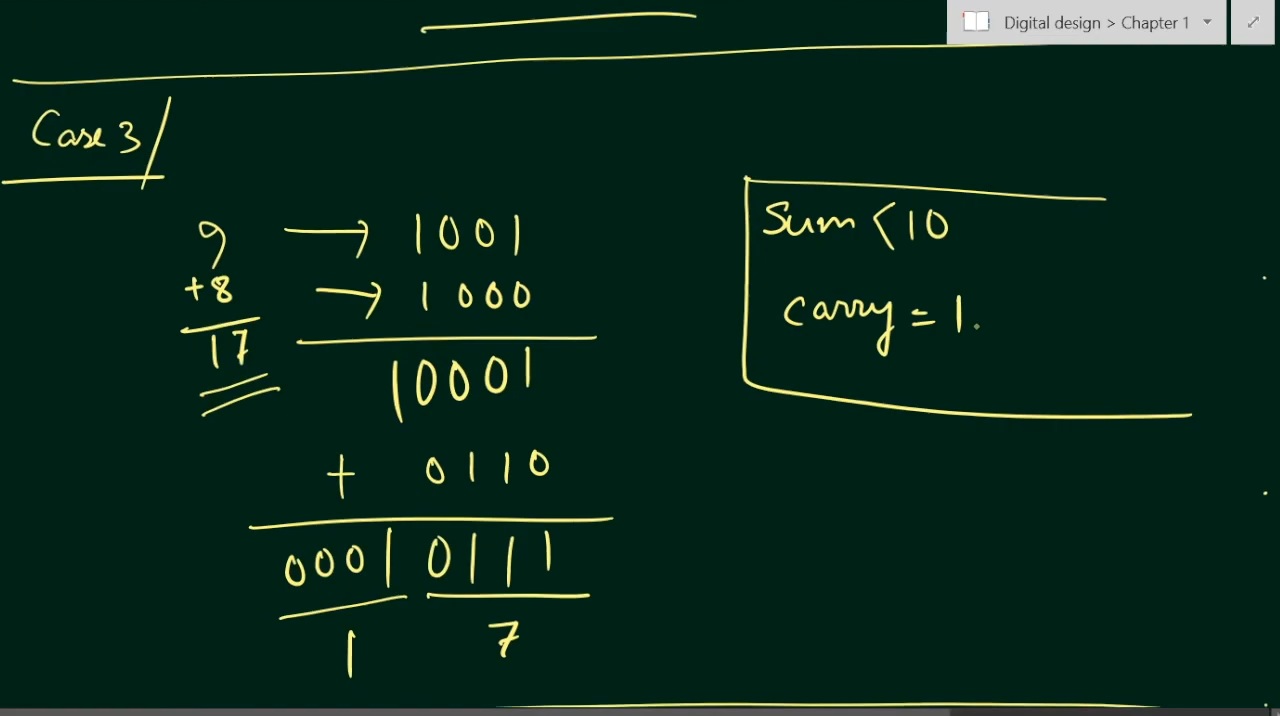 Digital design > Chapter 1
Case 3/
9 → 1001
+8 → 1000
17
10001
+ 0110
0001 0111
1 7
Sum < 10
Carry = 1.